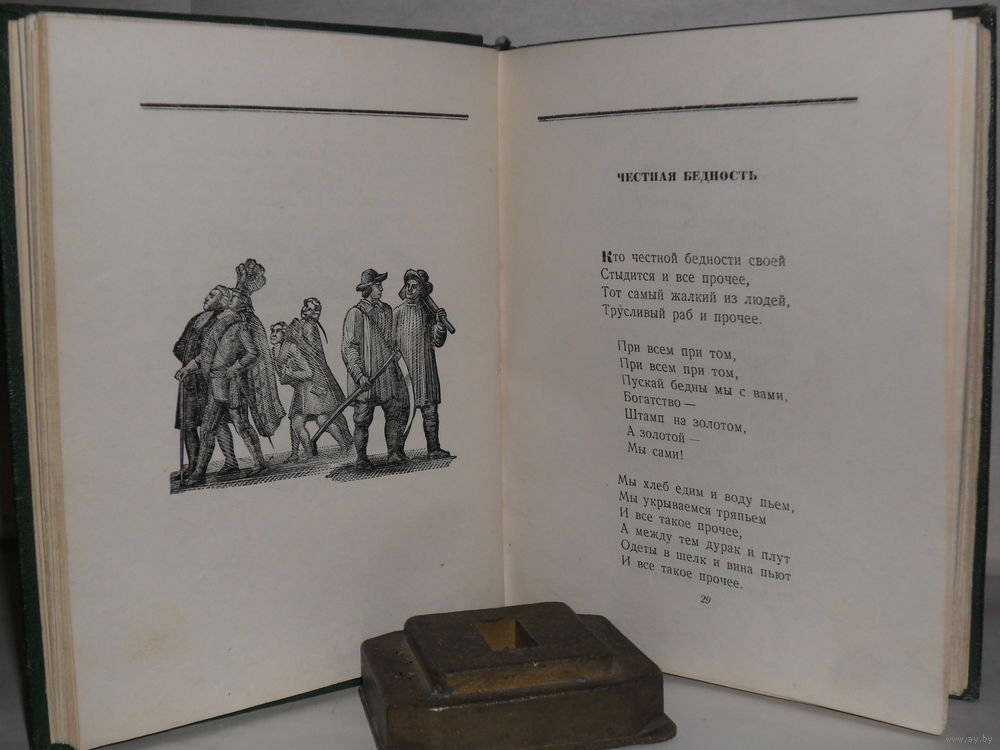 ЧЕСТНАЯ БЕДНОСТЬ
Кто честной бедности своей
Стыдится и все прочее,
Тот самый жалкий из людей,
Трусливый раб и прочее.
При всем при том,
При всем при том,
Пускай бедны мы с вами,
Богатство —
Штамп на золотом,
А золотой —
Мы сами!
Мы хлеб едим и воду пьем,
Мы укрываемся тряпьем
И все такое прочее,
А между тем дурак и плут
Одеты в шелк и вина пьют
И все такое прочее.
29
www.ay.by